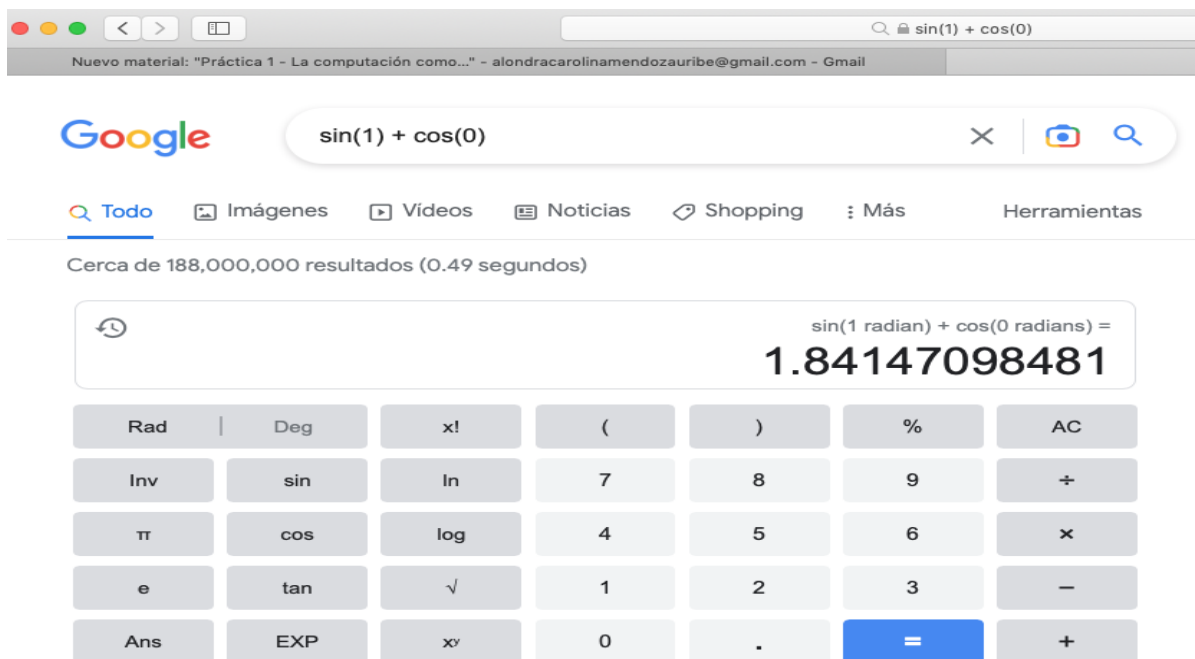 sin(1) + cos(0)
Nuevo material: "Práctica 1 - La computación como..." - alondracarolinamendozauribe@gmail.com - Gmail
Google
sin(1) + cos(0)
Todo Imágenes Vídeos Noticias Shopping Más Herramientas
Cerca de 188,000,000 resultados (0.49 segundos)
sin(1 radian) + cos(0 radians) =
1.84147098481
Rad | Deg x! ( ) % AC
Inv sin ln 7 8 9 ÷
π cos log 4 5 6 ×
e tan √ 1 2 3 −
Ans EXP xʸ 0 . = +